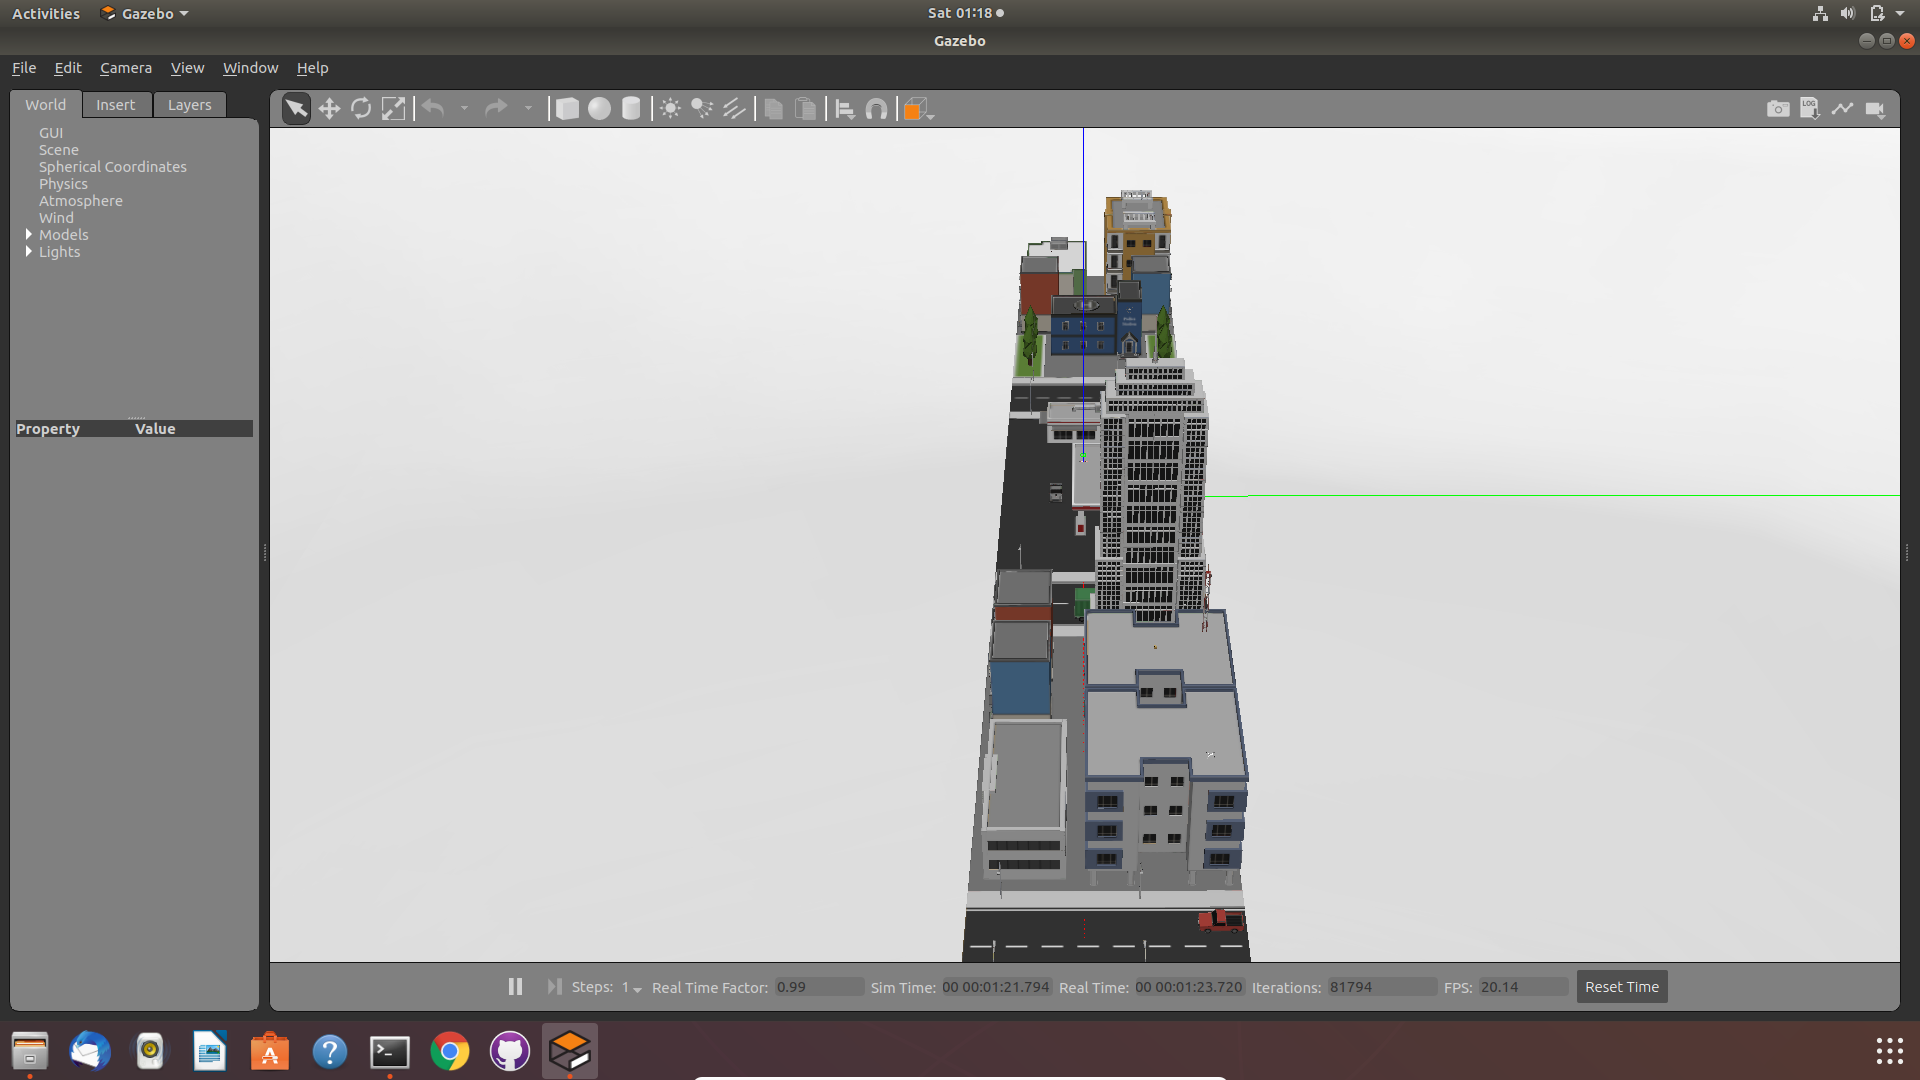 Activities Gazebo Sat 01:18
Gazebo
File Edit Camera View Window Help
World Insert Layers
GUI
Scene
Spherical Coordinates
Physics
Atmosphere
Wind
Models
Lights
Property Value
LOG
Steps: 1 Real Time Factor: 0.99 Sim Time: 00 00:01:21.794 Real Time: 00 00:01:23.720 Iterations: 81794 FPS: 20.14 Reset Time